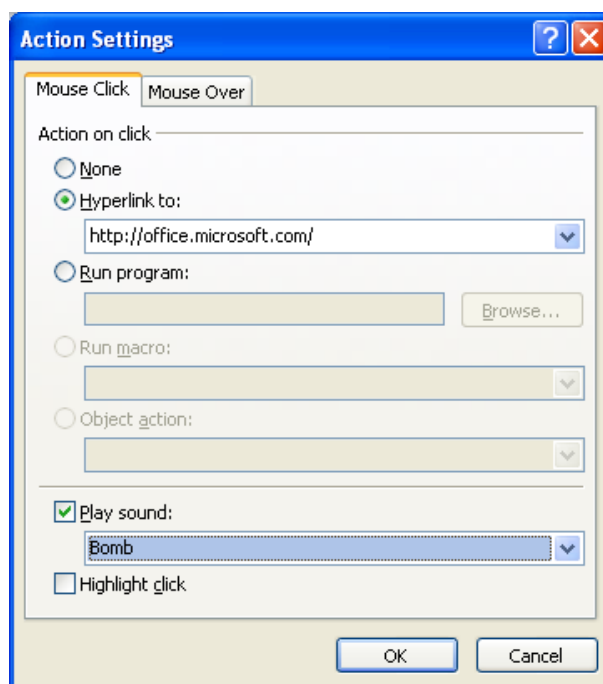 Action Settings
Mouse Click Mouse Over
Action on click
None
Hyperlink to:
http://office.microsoft.com/
Run program:
Browse...
Run macro:
Object action:
Play sound:
Bomb
Highlight click
OK Cancel